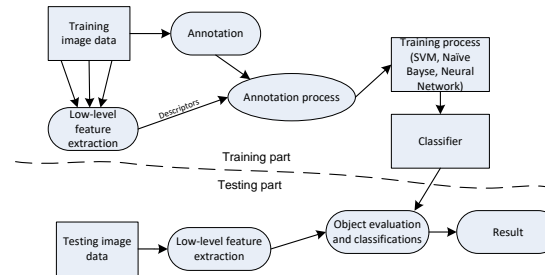 Training
image data
Annotation
Training process
(SVM, Naïve
Bayse, Neural
Network)
Low-level
feature
extraction
Descriptors
Annotation process
Classifier
Training part
Testing part
Testing image
data
Low-level feature
extraction
Object evaluation
and classifications
Result